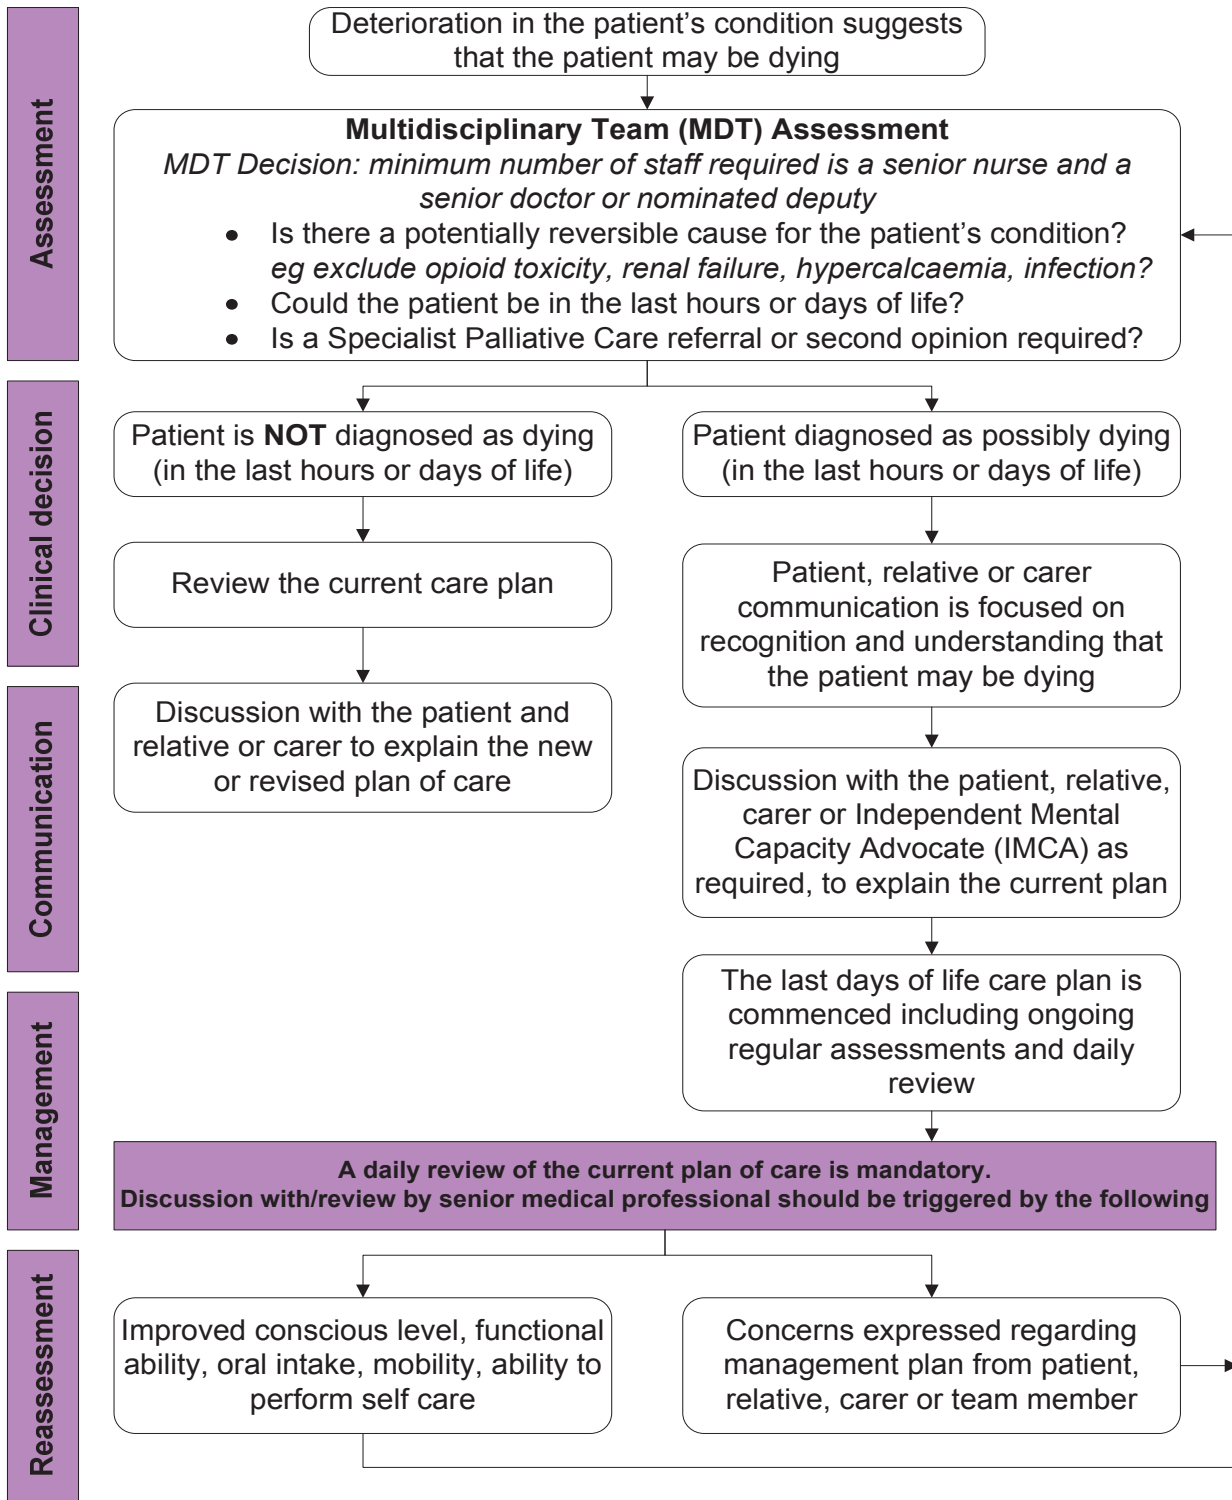 Assessment
Deterioration in the patient's condition suggests
that the patient may be dying
Multidisciplinary Team (MDT) Assessment
MDT Decision: minimum number of staff required is a senior nurse and a
senior doctor or nominated deputy
• Is there a potentially reversible cause for the patient's condition?
eg exclude opioid toxicity, renal failure, hypercalcaemia, infection?
• Could the patient be in the last hours or days of life?
• Is a Specialist Palliative Care referral or second opinion required?
Clinical decision
Patient is NOT diagnosed as dying
(in the last hours or days of life)
Review the current care plan
Patient diagnosed as possibly dying
(in the last hours or days of life)
Patient, relative or carer
communication is focused on
recognition and understanding that
the patient may be dying
Communication
Discussion with the patient and
relative or carer to explain the new
or revised plan of care
Discussion with the patient, relative,
carer or Independent Mental
Capacity Advocate (IMCA) as
required, to explain the current plan
Management
The last days of life care plan is
commenced including ongoing
regular assessments and daily
review
A daily review of the current plan of care is mandatory.
Discussion with/review by senior medical professional should be triggered by the following
Reassessment
Improved conscious level, functional
ability, oral intake, mobility, ability to
perform self care
Concerns expressed regarding
management plan from patient,
relative, carer or team member